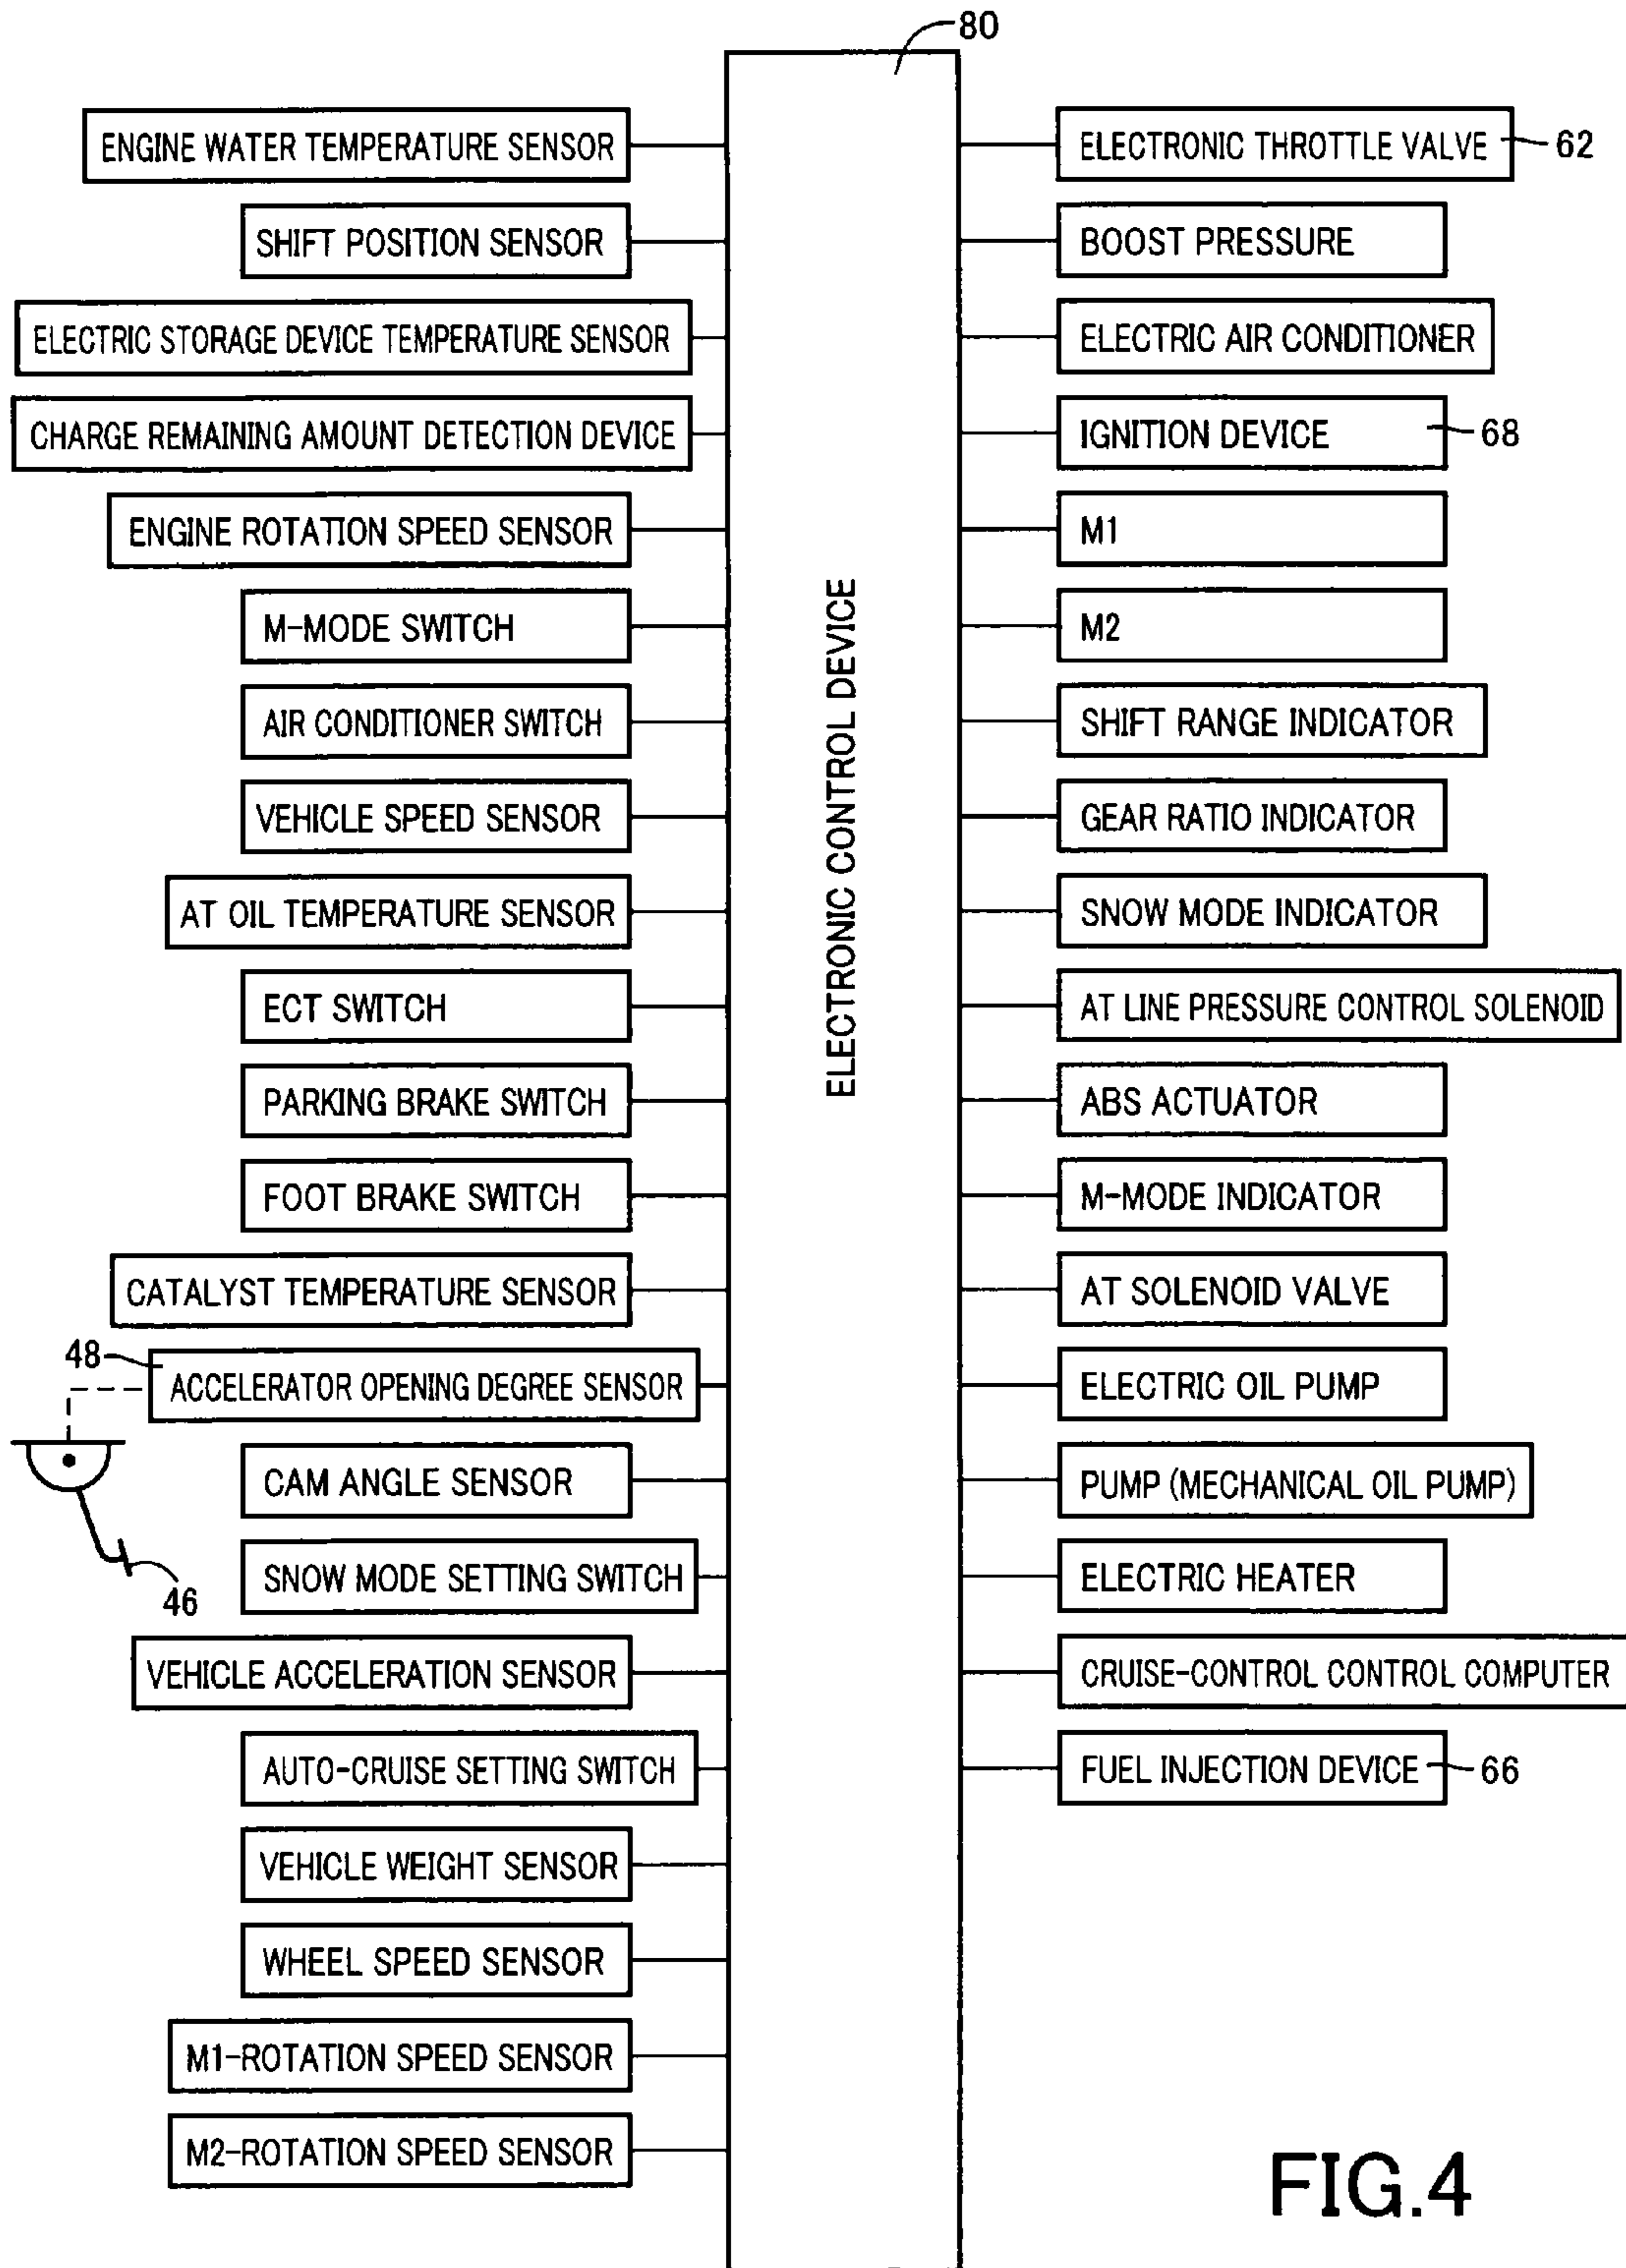 80
ENGINE WATER TEMPERATURE SENSOR
SHIFT POSITION SENSOR
ELECTRIC STORAGE DEVICE TEMPERATURE SENSOR
CHARGE REMAINING AMOUNT DETECTION DEVICE
ENGINE ROTATION SPEED SENSOR
M-MODE SWITCH
AIR CONDITIONER SWITCH
VEHICLE SPEED SENSOR
AT OIL TEMPERATURE SENSOR
ECT SWITCH
PARKING BRAKE SWITCH
FOOT BRAKE SWITCH
CATALYST TEMPERATURE SENSOR
48
ACCELERATOR OPENING DEGREE SENSOR
CAM ANGLE SENSOR
46
SNOW MODE SETTING SWITCH
VEHICLE ACCELERATION SENSOR
AUTO-CRUISE SETTING SWITCH
VEHICLE WEIGHT SENSOR
WHEEL SPEED SENSOR
M1-ROTATION SPEED SENSOR
M2-ROTATION SPEED SENSOR
ELECTRONIC CONTROL DEVICE
ELECTRONIC THROTTLE VALVE 62
BOOST PRESSURE
ELECTRIC AIR CONDITIONER
IGNITION DEVICE 68
M1
M2
SHIFT RANGE INDICATOR
GEAR RATIO INDICATOR
SNOW MODE INDICATOR
AT LINE PRESSURE CONTROL SOLENOID
ABS ACTUATOR
M-MODE INDICATOR
AT SOLENOID VALVE
ELECTRIC OIL PUMP
PUMP (MECHANICAL OIL PUMP)
ELECTRIC HEATER
CRUISE-CONTROL CONTROL COMPUTER
FUEL INJECTION DEVICE 66
FIG.4